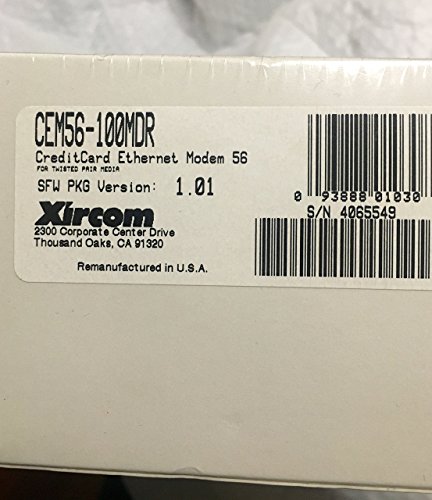 CEM56-100MDR
CreditCard Ethernet Modem 56
FOR TWISTED PAIR MEDIA
SFW PKG Version: 1.01
Xircom
2300 Corporate Center Drive
Thousand Oaks, CA 91320
Remanufactured in U.S.A.
0 93888 01030
S/N 4065549